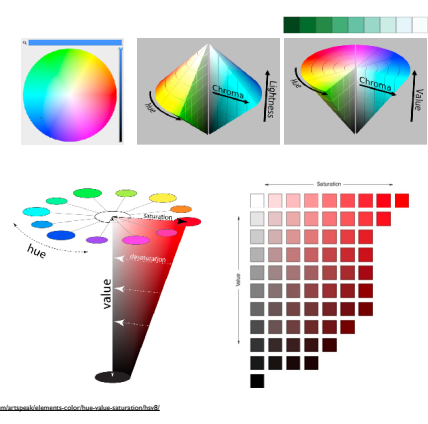 Hue
Chroma
Lightness
Hue
Chroma
Value
saturation
desaturation
hue
value
Saturation
Value
m/artspeak/elements-color/hue-value-saturation/hsv8/